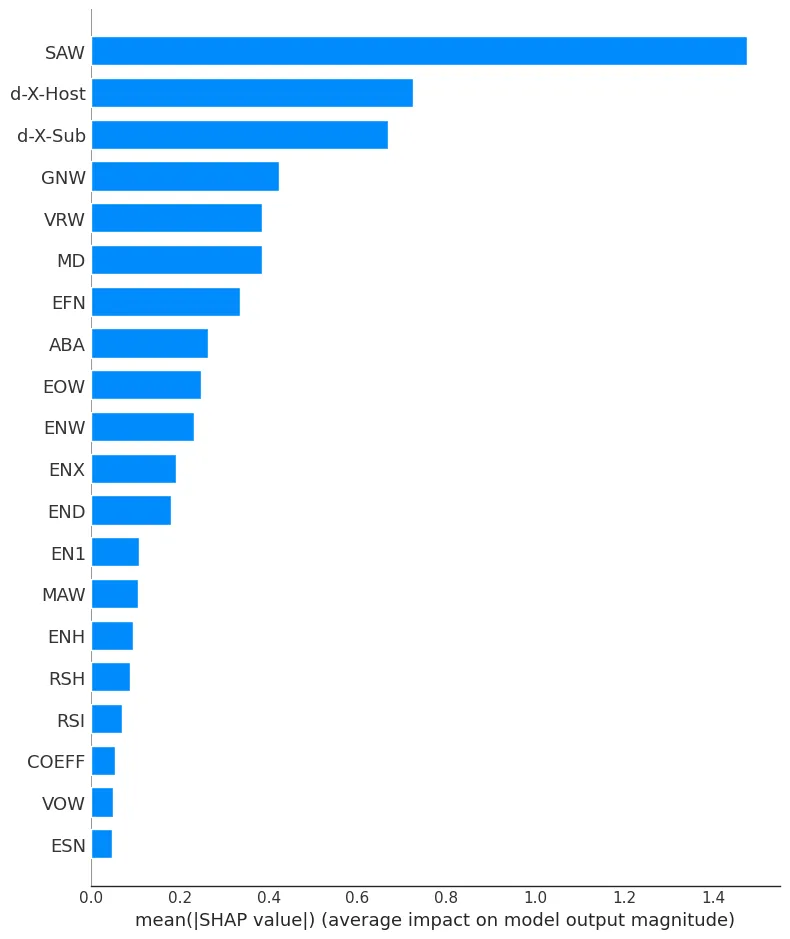 SAW
d-X-Host
d-X-Sub
GNW
VRW
MD
EFN
ABA
EOW
ENW
ENX
END
EN1
MAW
ENH
RSH
RSI
COEFF
VOW
ESN
0.0 0.2 0.4 0.6 0.8 1.0 1.2 1.4
mean(|SHAP value|) (average impact on model output magnitude)